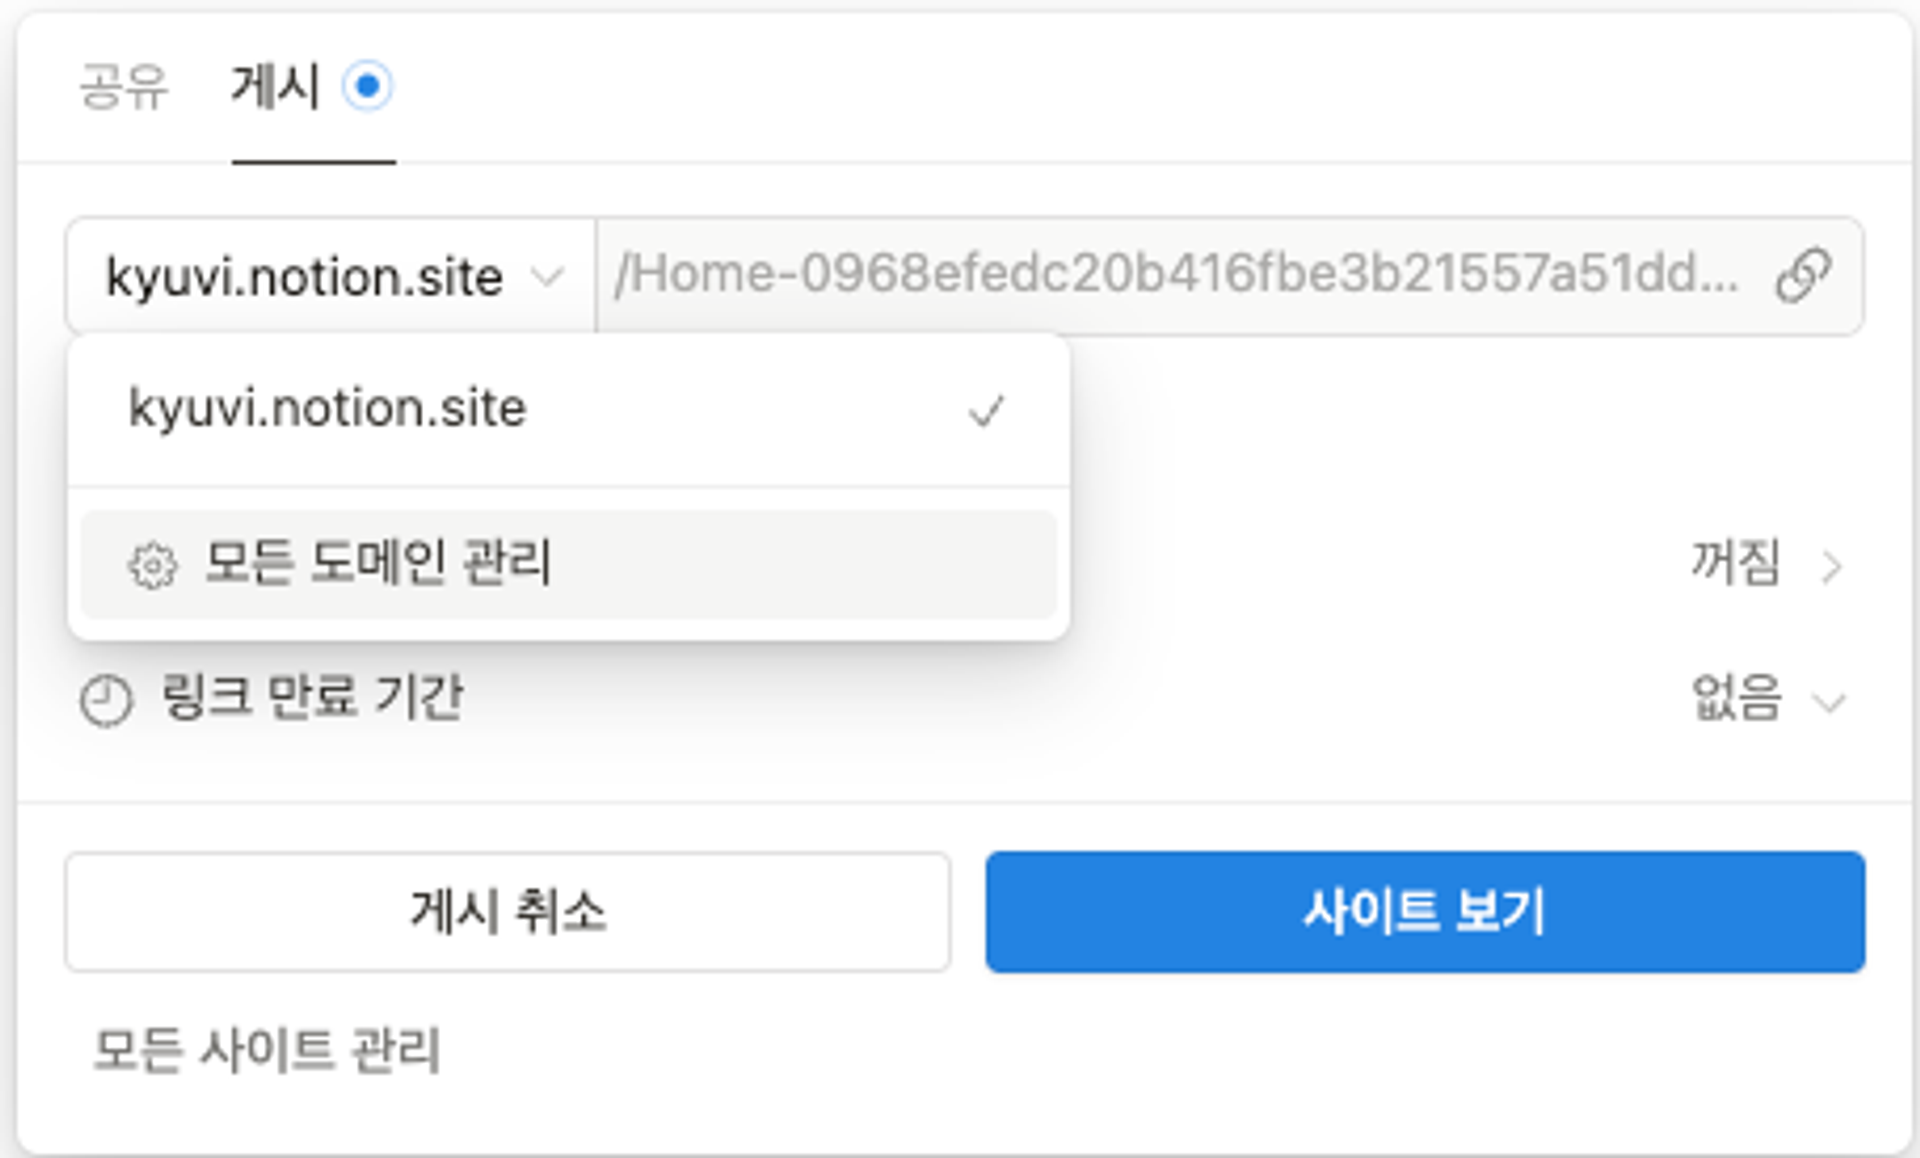 공유 게시
kyuvi.notion.site /Home-0968efedc20b416fbe3b21557a51dd...
kyuvi.notion.site
모든 도메인 관리 꺼짐
링크 만료 기간 없음
게시 취소 사이트 보기
모든 사이트 관리